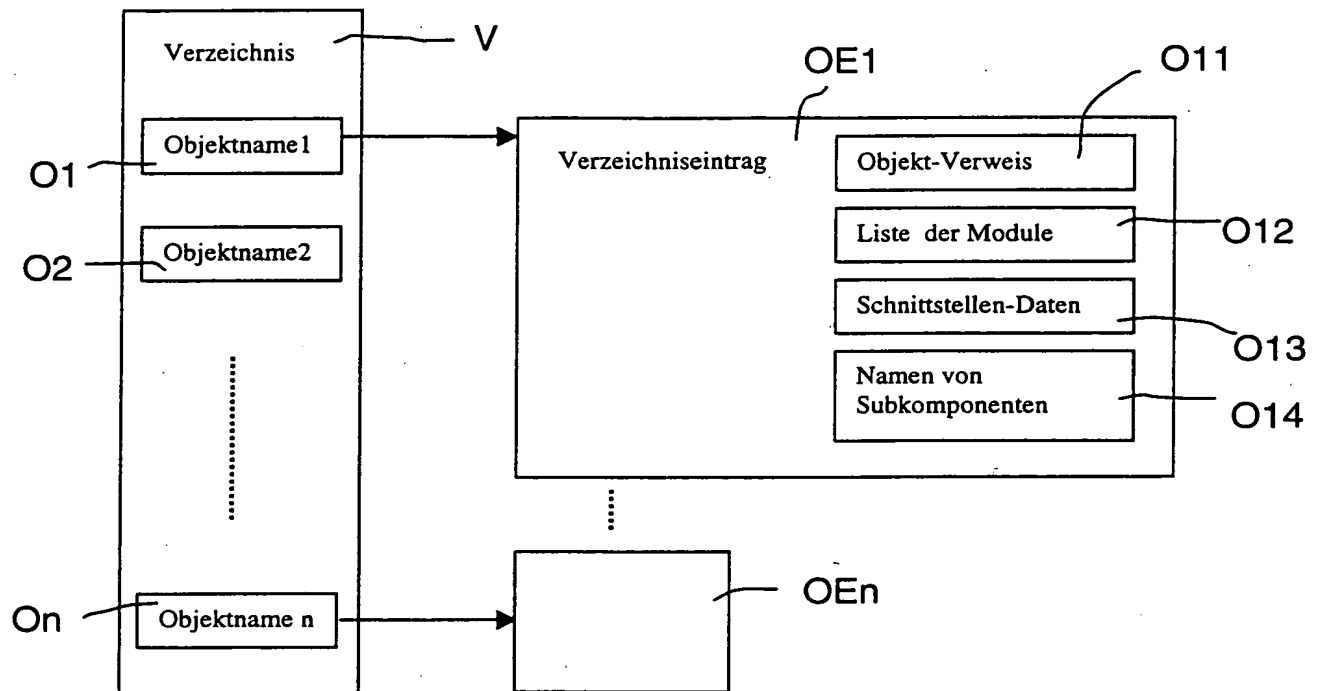 Verzeichnis
V
Objektname1
O1
Objektname2
O2
Objektname n
On
OE1
Verzeichniseintrag
Objekt-Verweis
O11
Liste der Module
O12
Schnittstellen-Daten
O13
Namen von
Subkomponenten
O14
OEn